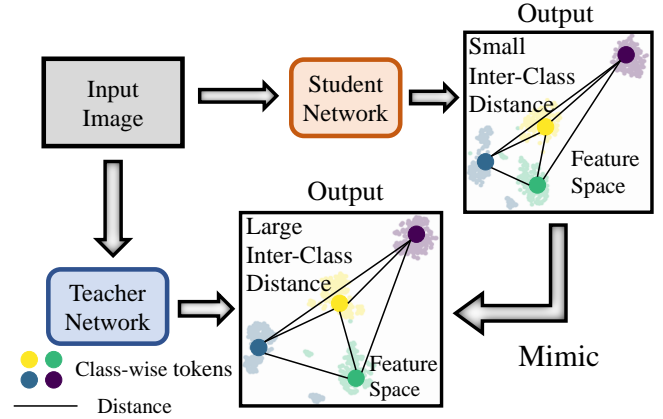 Output
Input
Image
Student
Network
Small
Inter-Class
Distance
Feature
Space
Output
Large
Inter-Class
Distance
Feature
Space
Teacher
Network
Mimic
Class-wise tokens
Distance